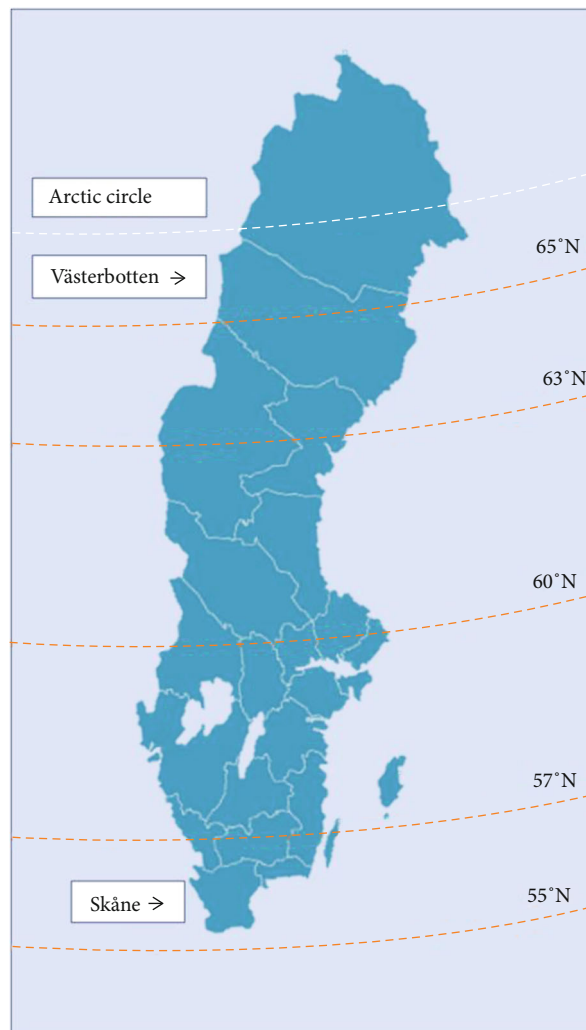 Arctic circle
65°N
Västerbotten →
63°N
60°N
57°N
Skåne →
55°N